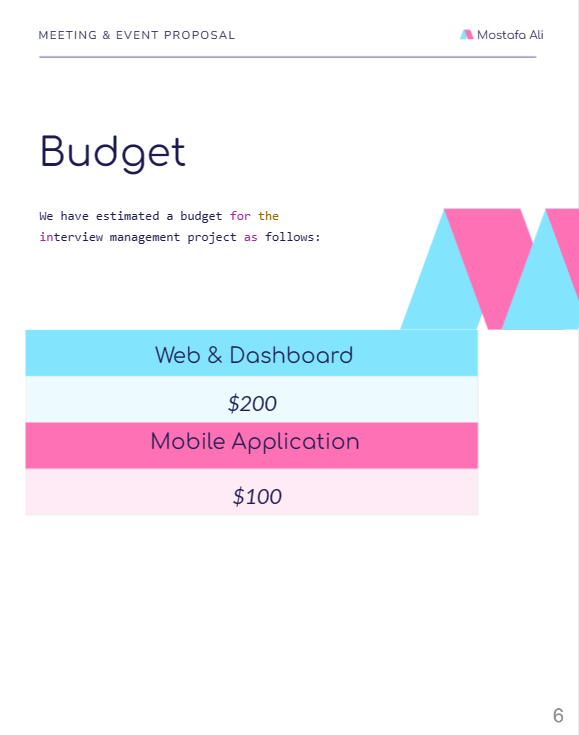 MEETING & EVENT PROPOSAL
Mostafa Ali
Budget
We have estimated a budget for the
interview management project as follows:
Web & Dashboard
$200
Mobile Application
$100
6